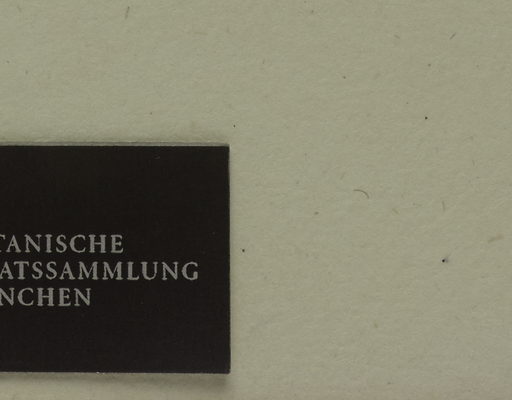 TANISCHE
ATSSAMMLUNG
NCHEN